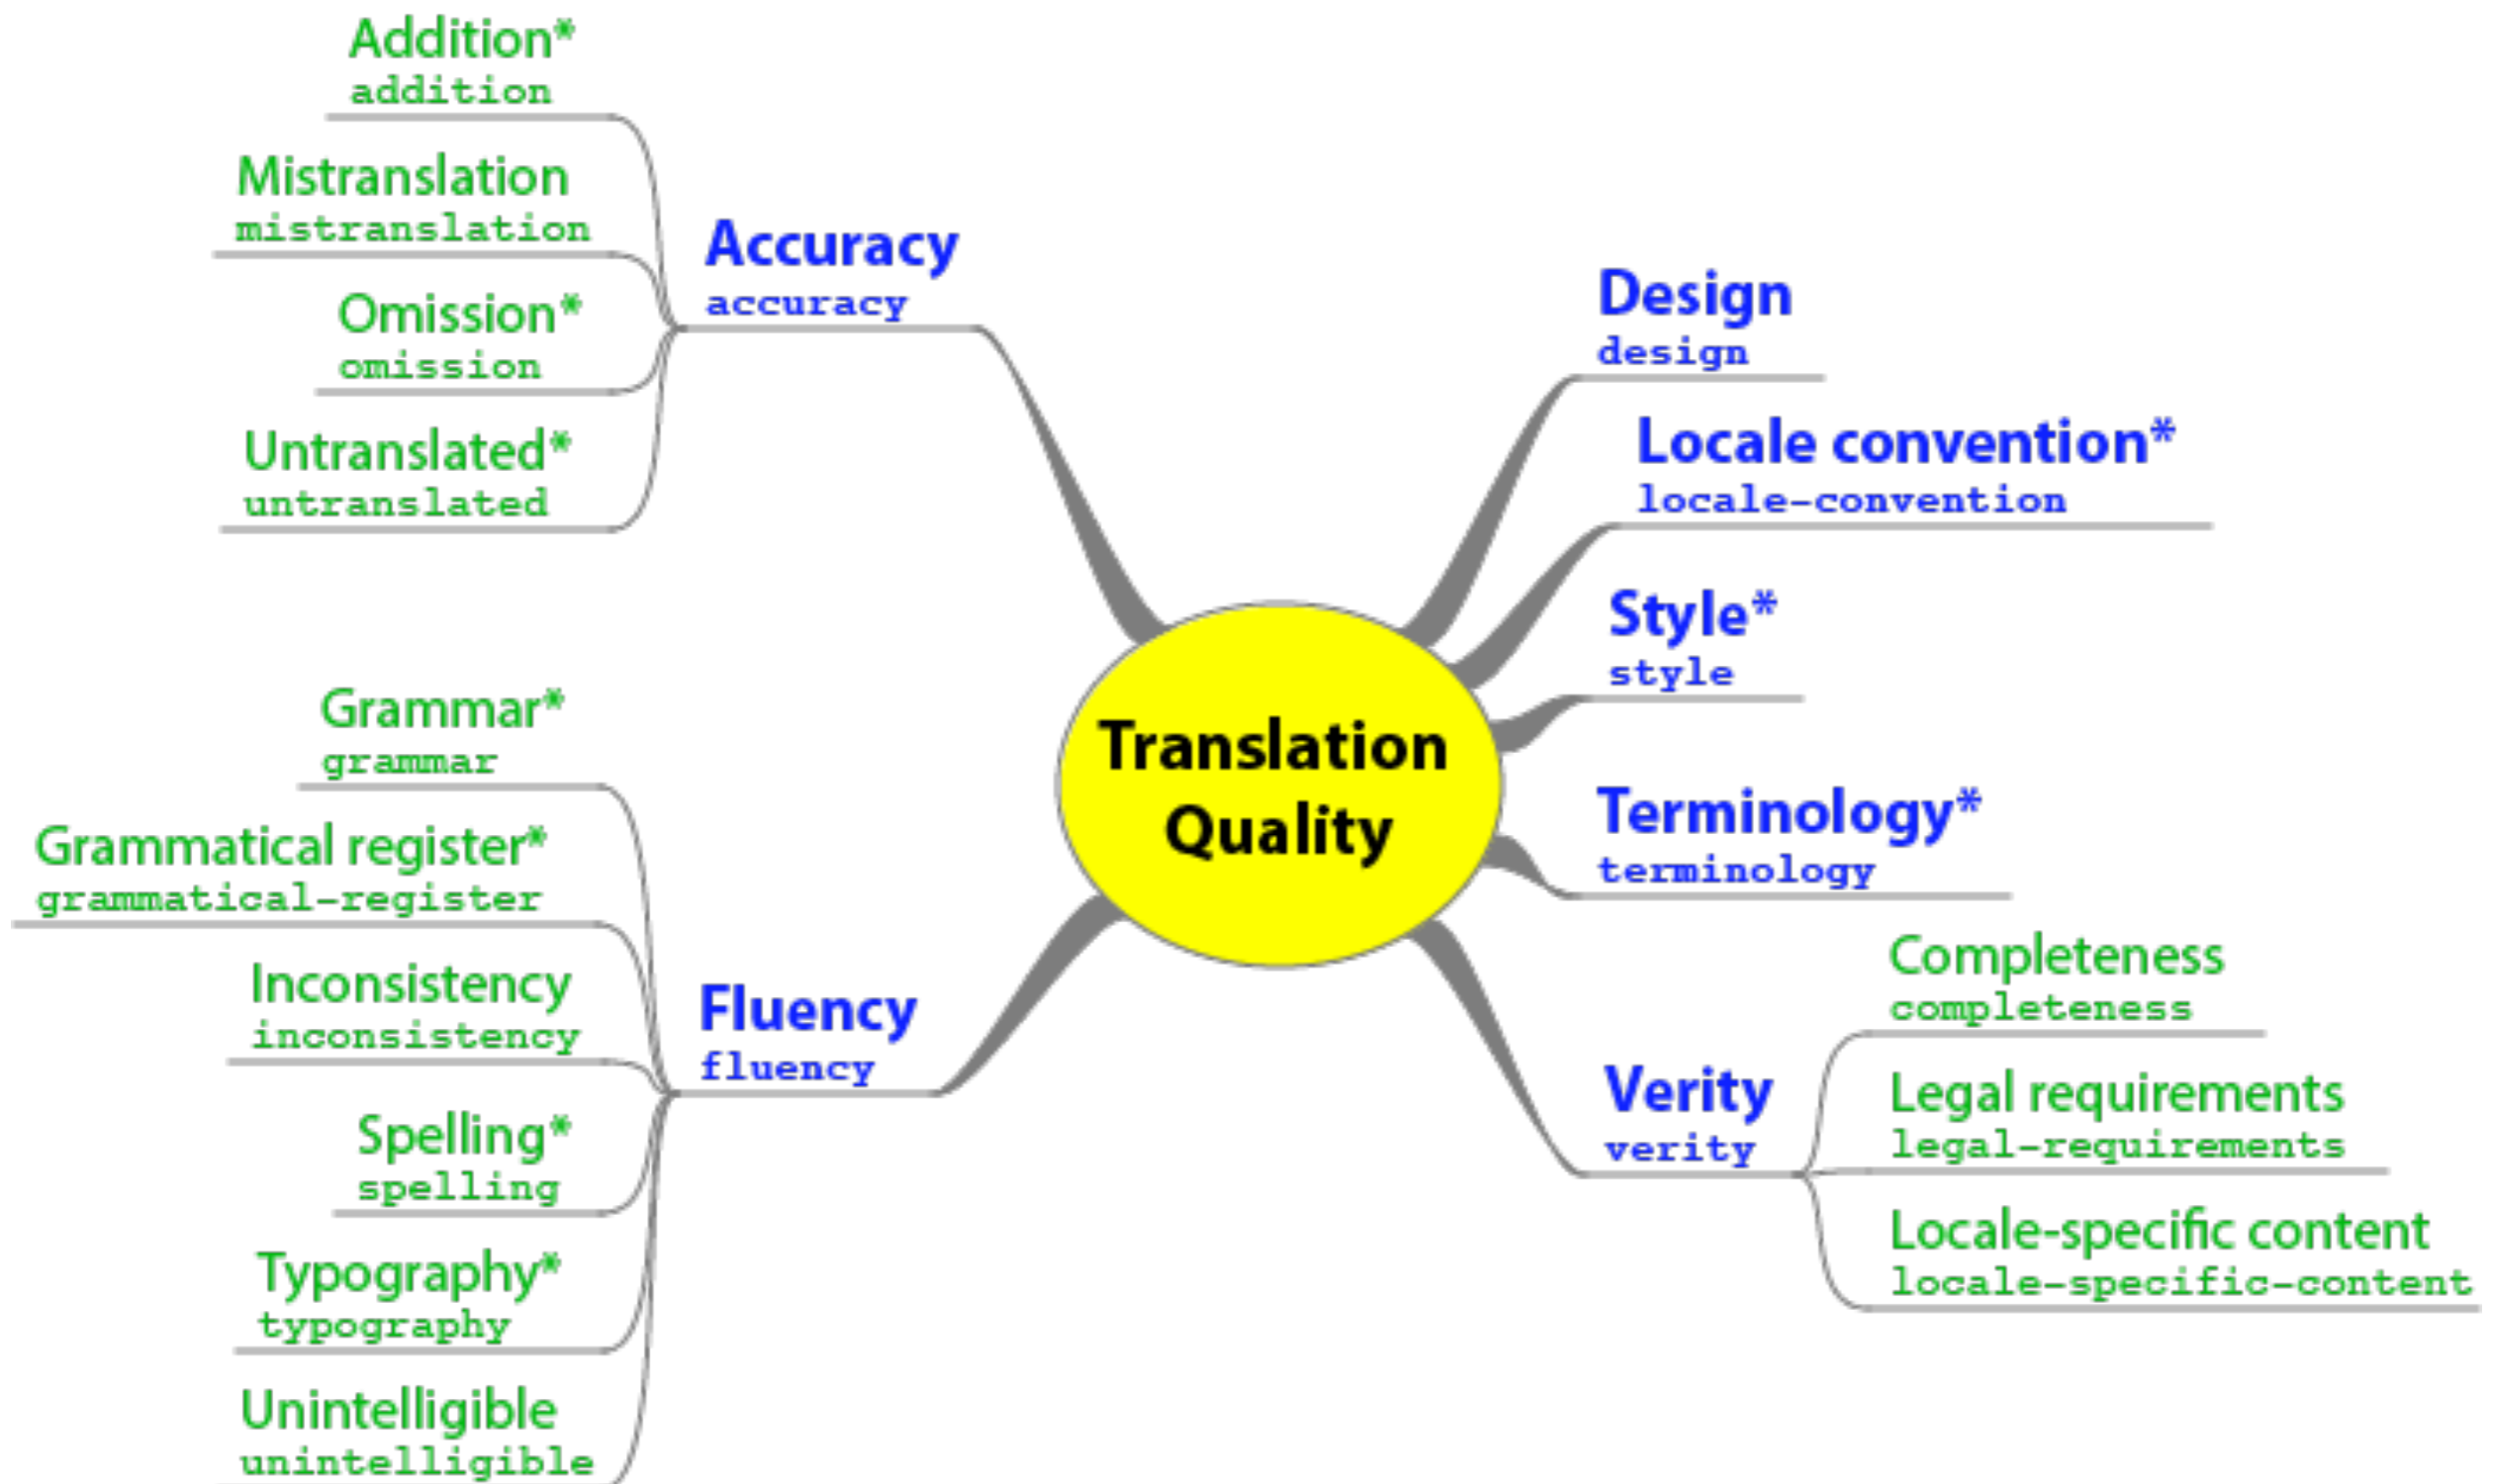 Addition*
addition
Mistranslation
mistranslation
Omission*
omission
Untranslated*
untranslated
Accuracy
accuracy
Grammar*
grammar
Grammatical register*
grammatical-register
Inconsistency
inconsistency
Spelling*
spelling
Typography*
typography
Unintelligible
unintelligible
Fluency
fluency
Translation
Quality
Design
design
Locale convention*
locale-convention
Style*
style
Terminology*
terminology
Verity
verity
Completeness
completeness
Legal requirements
legal-requirements
Locale-specific content
locale-specific-content